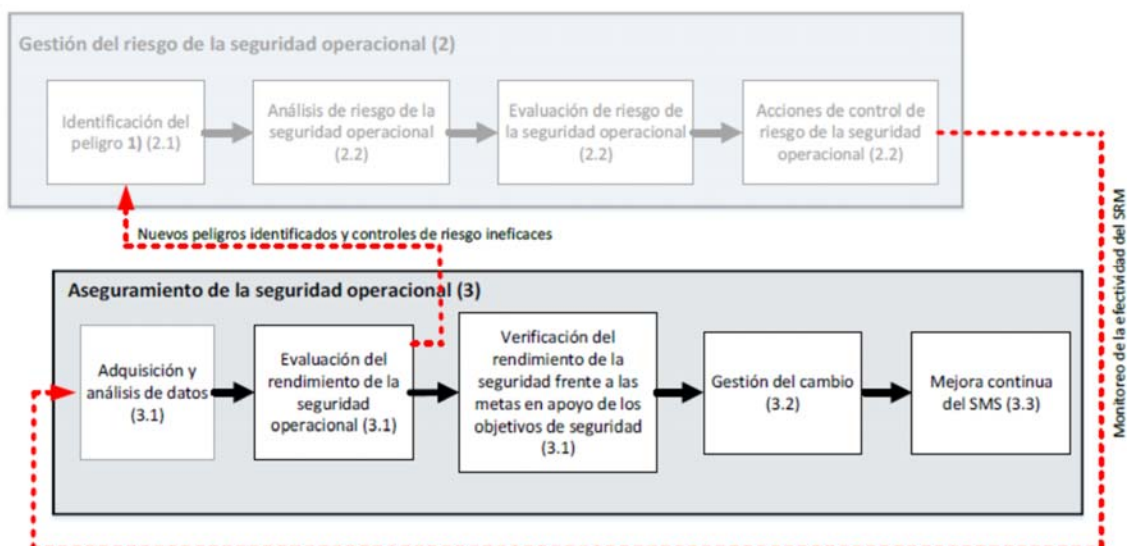 Gestión del riesgo de la seguridad operacional (2)
Identificación del
peligro 1) (2.1)
Análisis de riesgo de la
seguridad operacional
(2.2)
Evaluación de riesgo de
la seguridad operacional
(2.2)
Acciones de control de
riesgo de la seguridad
operacional (2.2)
Nuevos peligros identificados y controles de riesgo ineficaces
Monitoreo de la efectividad del SRM
Aseguramiento de la seguridad operacional (3)
Adquisición y
análisis de datos
(3.1)
Evaluación del
rendimiento de la
seguridad
operacional (3.1)
Verificación del
rendimiento de la
seguridad frente a las
metas en apoyo de los
objetivos de seguridad
(3.1)
Gestión del cambio
(3.2)
Mejora continua
del SMS (3.3)